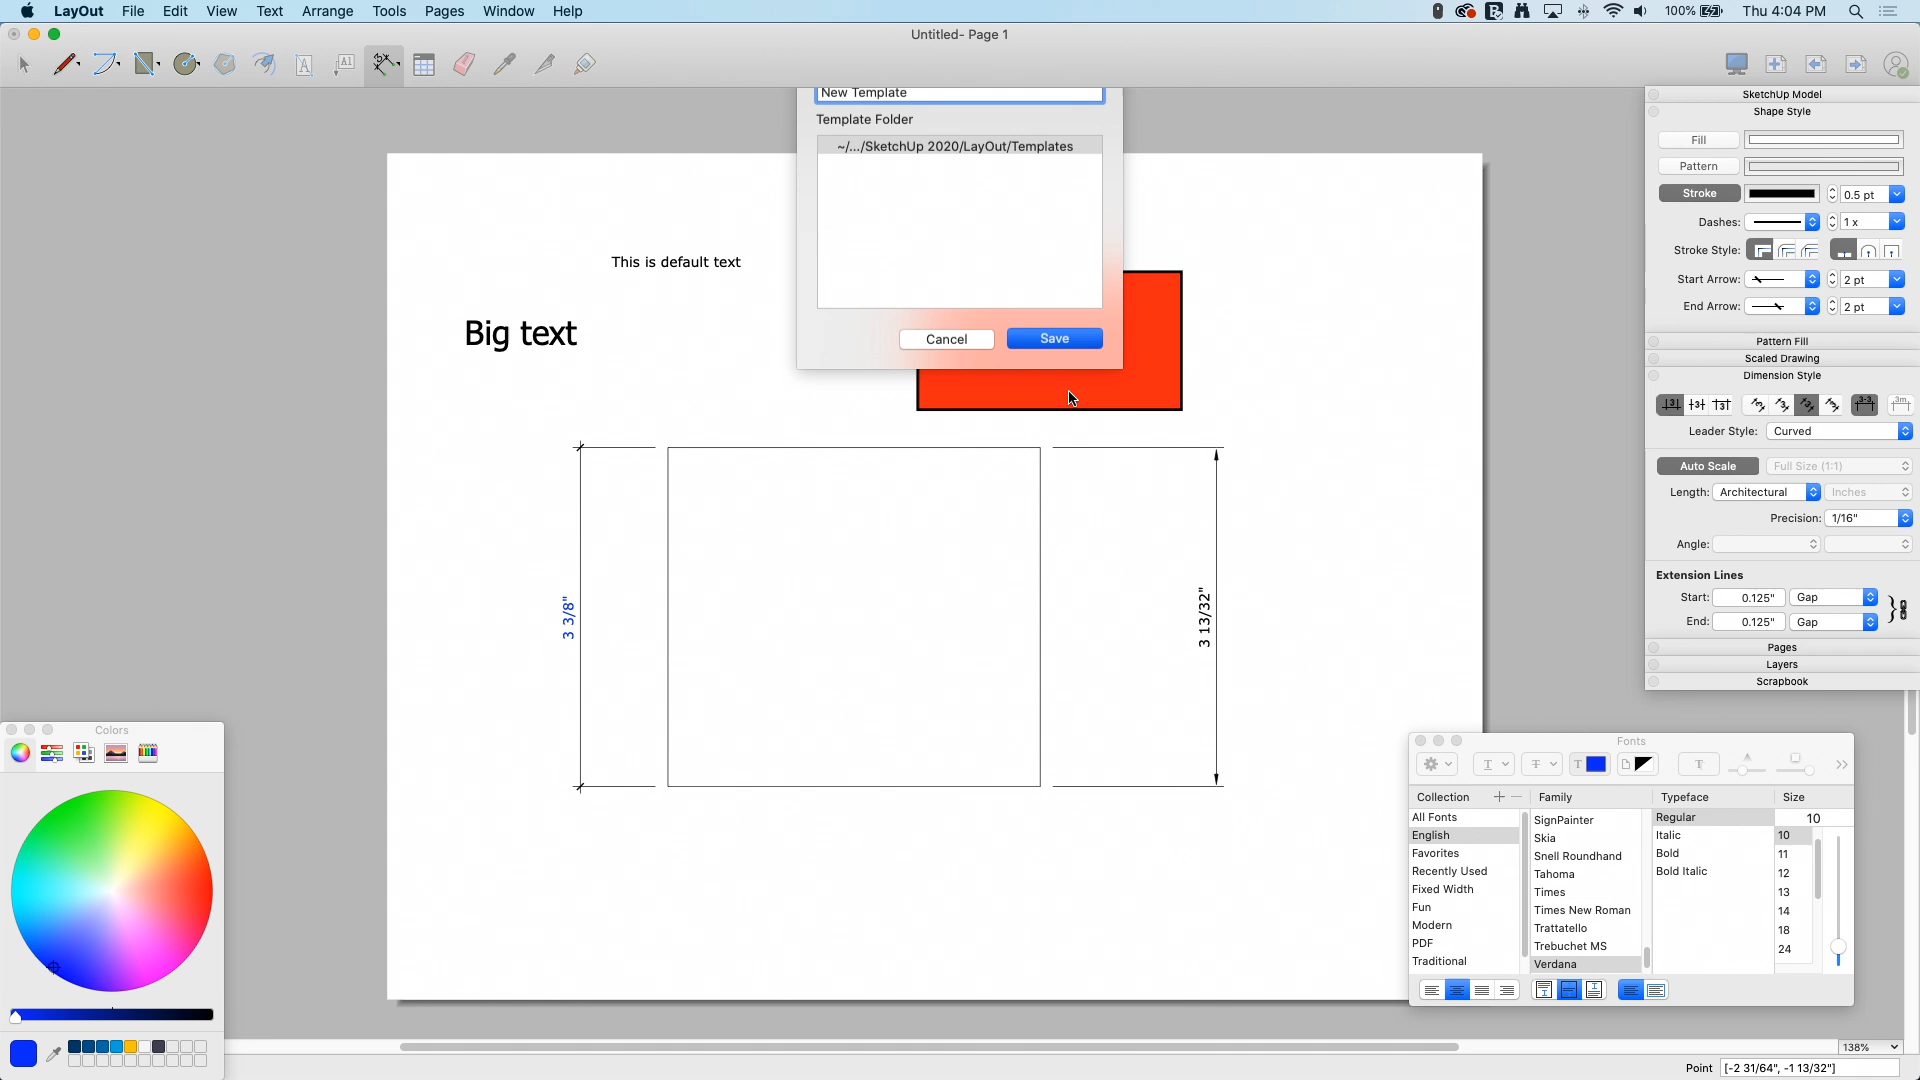 LayOut File Edit View Text Arrange Tools Pages Window Help 100% Thu 4:04 PM
Untitled- Page 1
New Template
Template Folder
~/.../SketchUp 2020/LayOut/Templates
Cancel Save
This is default text
Big text
3 3/8"
3 13/32"
SketchUp Model
Shape Style
Fill
Pattern
Stroke 0.5 pt
Dashes: 1 x
Stroke Style:
Start Arrow: 2 pt
End Arrow: 2 pt
Pattern Fill
Scaled Drawing
Dimension Style
Leader Style: Curved
Auto Scale Full Size (1:1)
Length: Architectural Inches
Precision: 1/16"
Angle:
Extension Lines
Start: 0.125" Gap
End: 0.125" Gap
Pages
Layers
Scrapbook
Colors
Fonts
Collection Family Typeface Size
All Fonts
English
Favorites
Recently Used
Fixed Width
Fun
Modern
PDF
Traditional
SignPainter
Skia
Snell Roundhand
Tahoma
Times
Times New Roman
Trattatello
Trebuchet MS
Verdana
Regular
Italic
Bold
Bold Italic
10
10
11
12
13
14
18
24
138%
Point [-2 31/64", -1 13/32"]